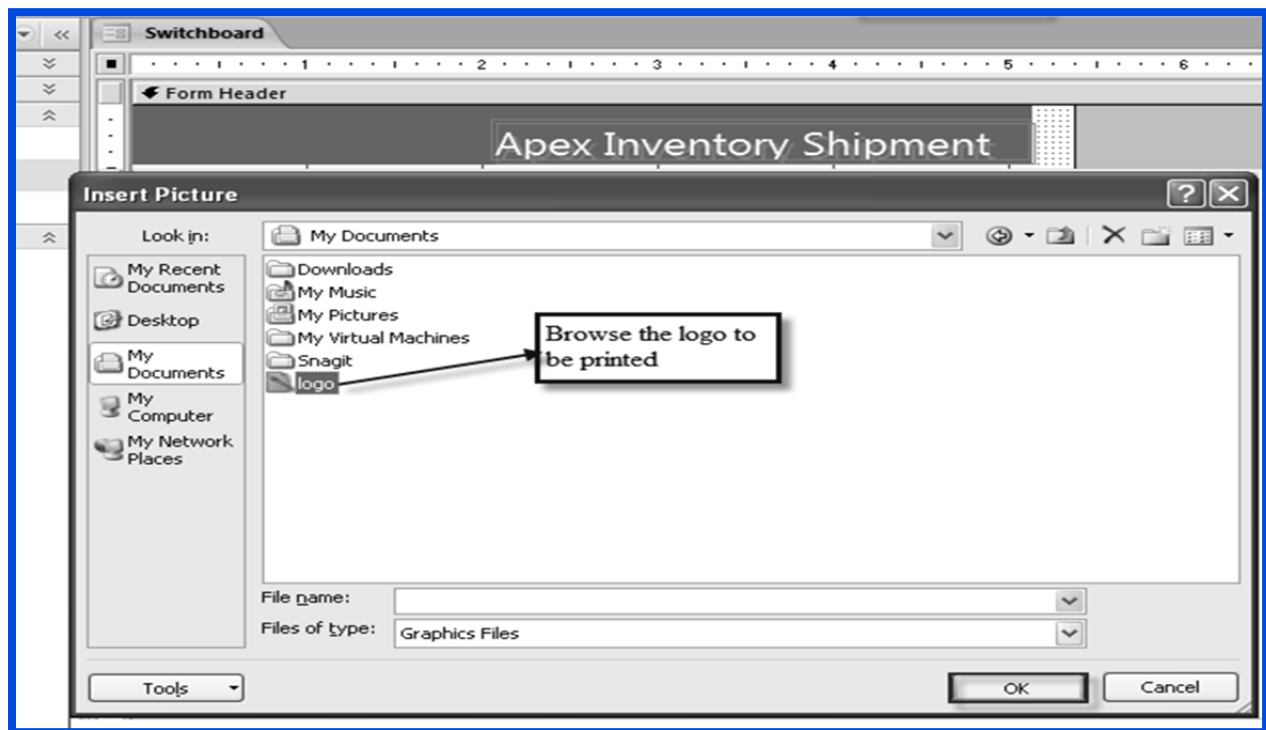 Switchboard
1 2 3 4 5 6
Form Header
Apex Inventory Shipment
Insert Picture
Look in:
My Documents
My Recent
Documents
Desktop
My
Documents
My
Computer
My Network
Places
Downloads
My Music
My Pictures
My Virtual Machines
Snagit
logo
Browse the logo to
be printed
File name:
Files of type:
Graphics Files
Tools
OK
Cancel